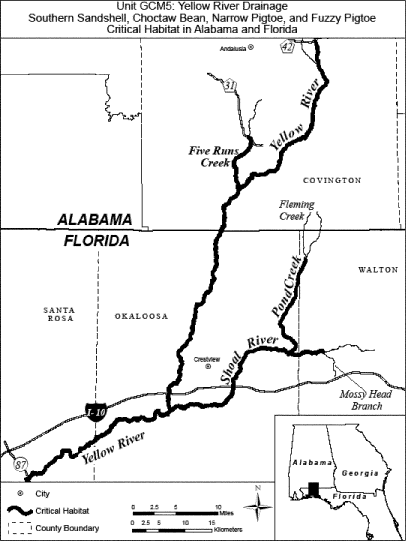 Unit GCM5: Yellow River Drainage
Southern Sandshell, Choctaw Bean, Narrow Pigtoe, and Fuzzy Pigtoe
Critical Habitat in Alabama and Florida
Andalusia
42
31
Yellow River
Five Runs
Creek
COVINGTON
Fleming
Creek
ALABAMA
FLORIDA
Pond Creek
WALTON
SANTA
ROSA
OKALOOSA
Shoal River
Crestview
Mossy Head
Branch
I-10
Yellow River
87
Alabama
Georgia
Florida
City
Critical Habitat
County Boundary
0 2.5 5 10
Miles
0 2.5 5 10 15
Kilometers
N